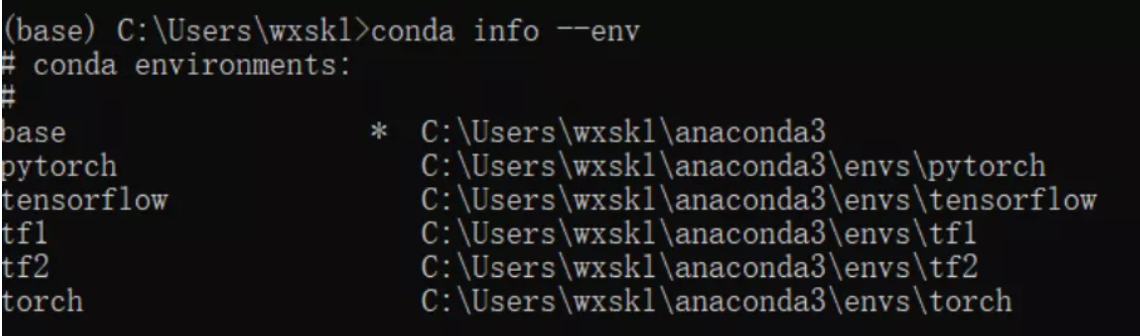 (base) C:\Users\wxskl>conda info --env
# conda environments:
#
base * C:\Users\wxskl\anaconda3
pytorch C:\Users\wxskl\anaconda3\envs\pytorch
tensorflow C:\Users\wxskl\anaconda3\envs\tensorflow
tf1 C:\Users\wxskl\anaconda3\envs\tf1
tf2 C:\Users\wxskl\anaconda3\envs\tf2
torch C:\Users\wxskl\anaconda3\envs\torch